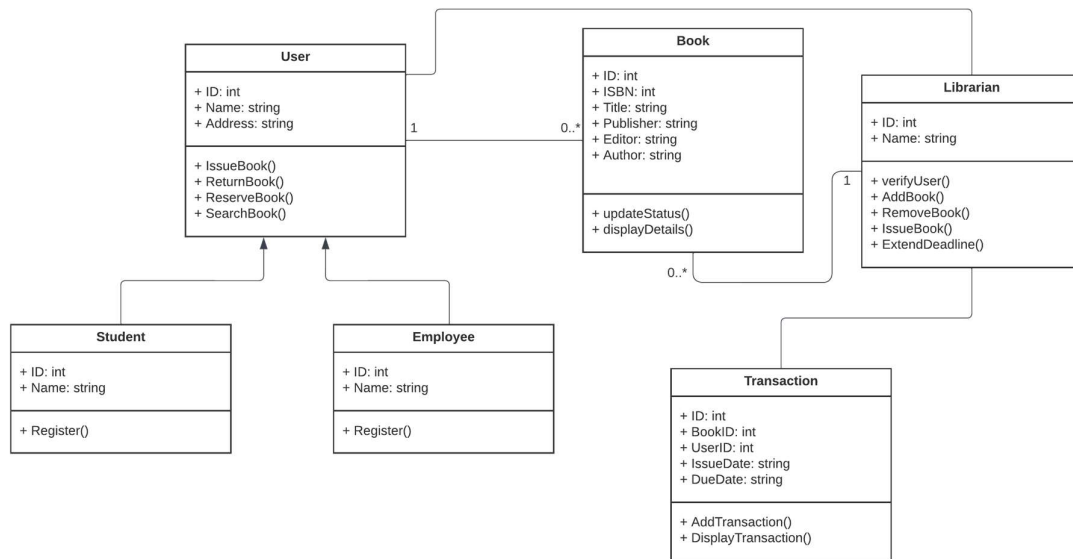 User
+ ID: int
+ Name: string
+ Address: string
+ IssueBook()
+ ReturnBook()
+ ReserveBook()
+ SearchBook()
1
0..*
Book
+ ID: int
+ ISBN: int
+ Title: string
+ Publisher: string
+ Editor: string
+ Author: string
+ updateStatus()
+ displayDetails()
0..*
1
Librarian
+ ID: int
+ Name: string
+ verifyUser()
+ AddBook()
+ RemoveBook()
+ IssueBook()
+ ExtendDeadline()
Student
+ ID: int
+ Name: string
+ Register()
Employee
+ ID: int
+ Name: string
+ Register()
Transaction
+ ID: int
+ BookID: int
+ UserID: int
+ IssueDate: string
+ DueDate: string
+ AddTransaction()
+ DisplayTransaction()